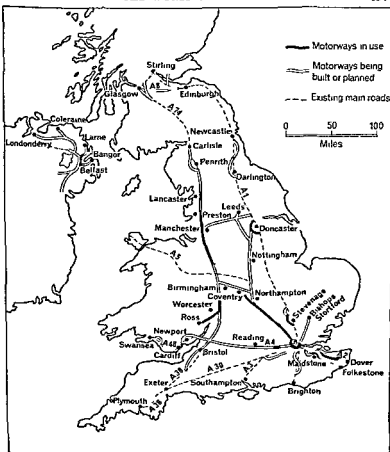 Motorways in use
Motorways being
built or planned
Existing main roads
0 50
Miles
Stirling
Glasgow
A8
Edinburgh
A74
Coleraine
Londonderry
Larne
Bangor
Belfast
Newcastle
Carlisle
Penrith
A1
Darlington
Lancaster
Leeds
Preston
Doncaster
Manchester
Nottingham
A5
Birmingham
Northampton
Coventry
Worcester
Stevenage
Bishops
Stortford
Ross
Newport
Reading
A4
Swansea
A48
Cardiff
Bristol
Maidstone
A2
Dover
Folkestone
A38
A30
Southampton
Exeter
Brighton
Plymouth
A38